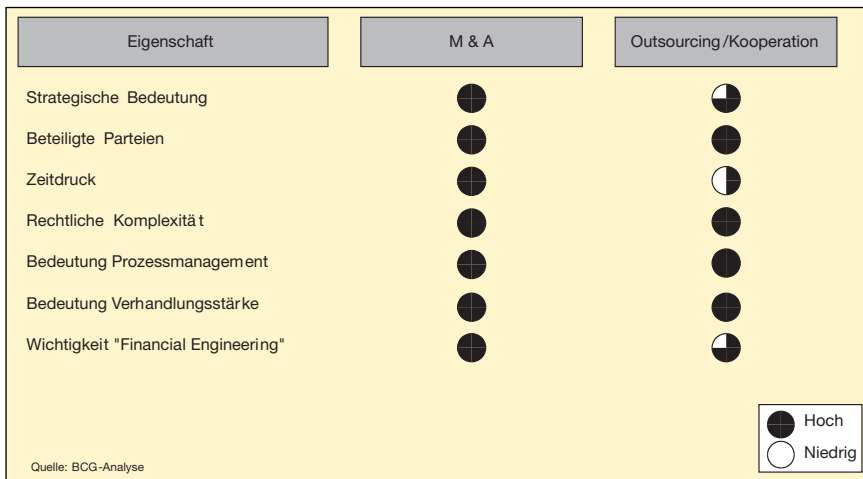 Eigenschaft M & A Outsourcing/Kooperation
Strategische Bedeutung
Beteiligte Parteien
Zeitdruck
Rechtliche Komplexität
Bedeutung Prozessmanagement
Bedeutung Verhandlungsstärke
Wichtigkeit "Financial Engineering"
Hoch
Niedrig
Quelle: BCG-Analyse